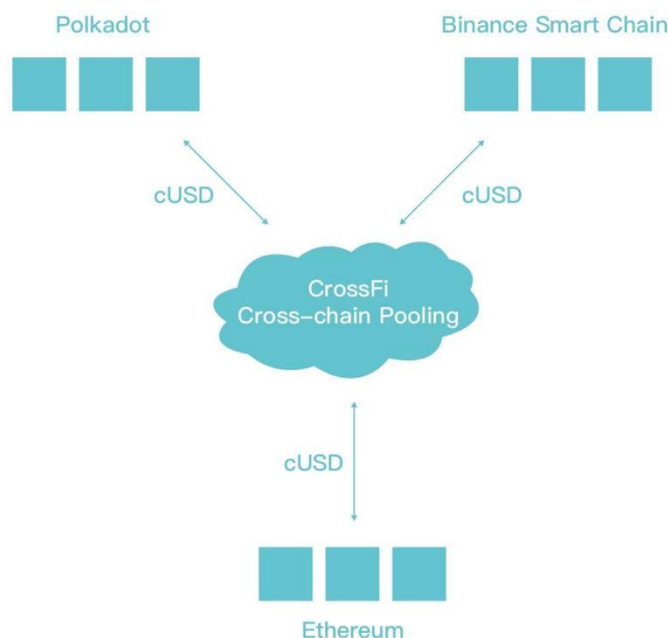 Polkadot
Binance Smart Chain
cUSD
cUSD
CrossFi
Cross-chain Pooling
cUSD
Ethereum